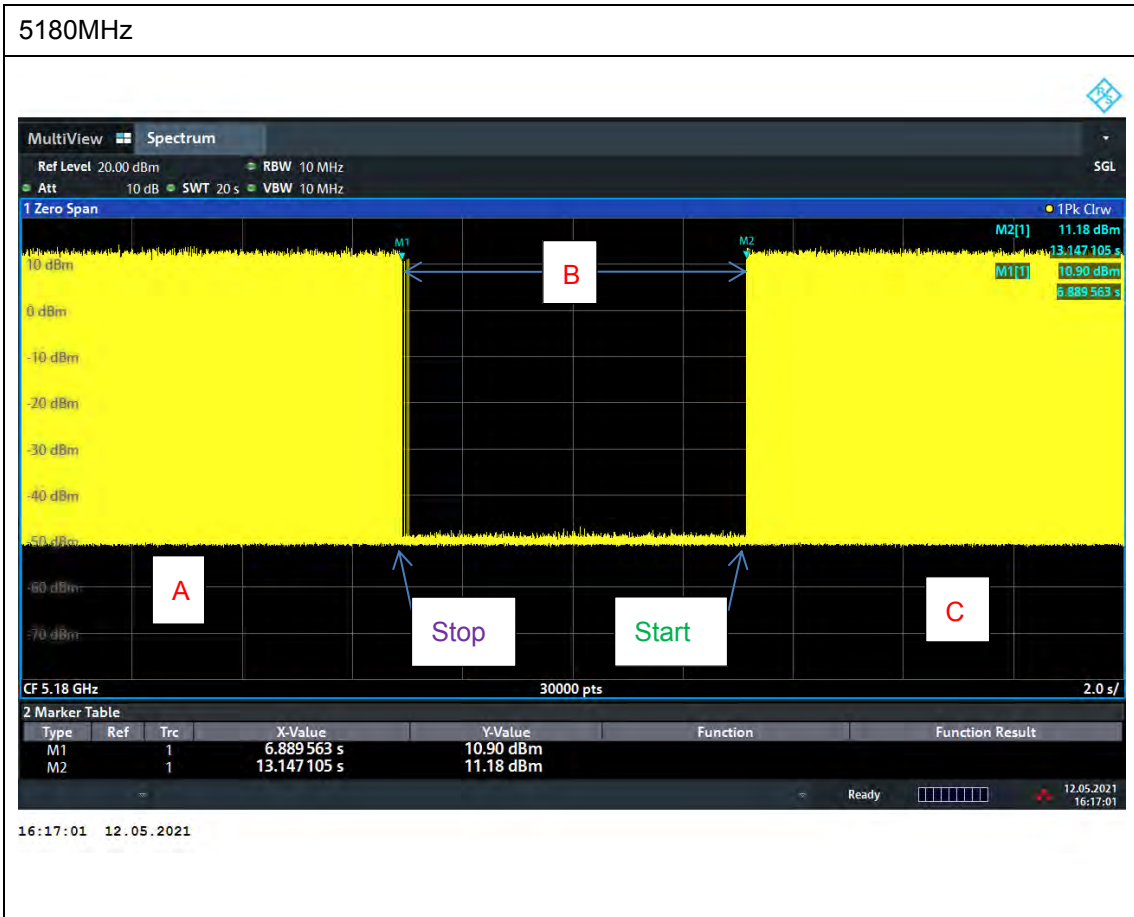 5180MHz
R&S
MultiView Spectrum
Ref Level 20.00 dBm RBW 10 MHz SGL
Att 10 dB SWT 20 s VBW 10 MHz
1 Zero Span 1Pk Clrw
M2[1] 11.18 dBm
13.147 105 s
M1[1] 10.90 dBm
6.889 563 s
M1 M2
10 dBm
B
0 dBm
-10 dBm
-20 dBm
-30 dBm
-40 dBm
-50 dBm
-60 dBm
A
C
Stop Start
-70 dBm
CF 5.18 GHz 30000 pts 2.0 s/
2 Marker Table
Type Ref Trc X-Value Y-Value Function Function Result
M1 1 6.889 563 s 10.90 dBm
M2 1 13.147 105 s 11.18 dBm
Ready 12.05.2021
16:17:01
16:17:01 12.05.2021